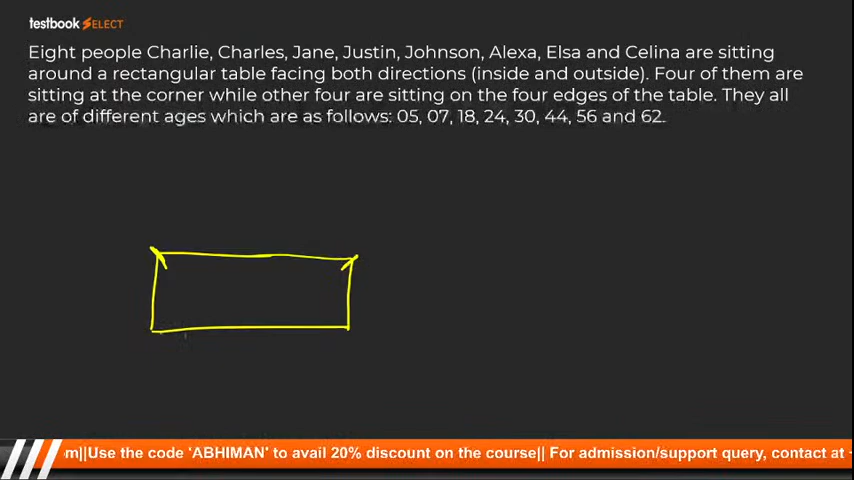 testbook SELECT
Eight people Charlie, Charles, Jane, Justin, Johnson, Alexa, Elsa and Celina are sitting
around a rectangular table facing both directions (inside and outside). Four of them are
sitting at the corner while other four are sitting on the four edges of the table. They all
are of different ages which are as follows: 05, 07, 18, 24, 30, 44, 56 and 62.
m||Use the code 'ABHIMAN' to avail 20% discount on the course|| For admission/support query, contact at -